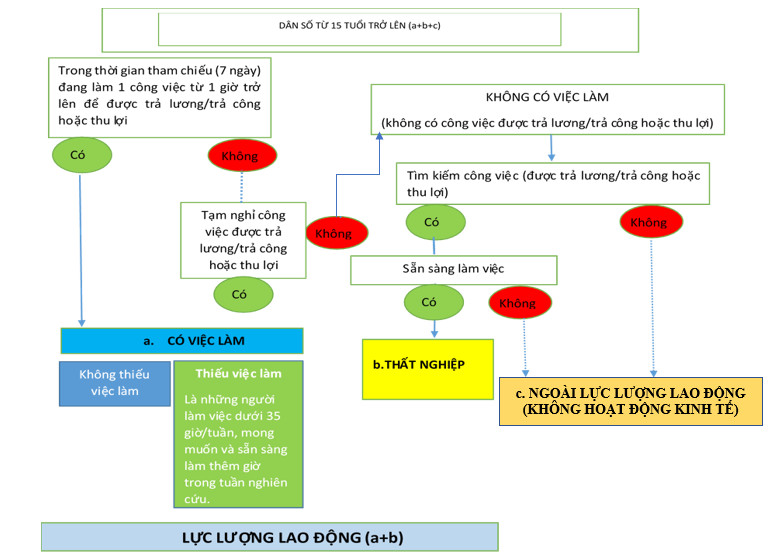 DÂN SỐ TỪ 15 TUỔI TRỞ LÊN (a+b+c)
Trong thời gian tham chiếu (7 ngày)
đang làm 1 công việc từ 1 giờ trở
lên để được trả lương/trả công
hoặc thu lợi
Có
Không
Tạm nghỉ công
việc được trả
lương/trả công
hoặc thu lợi
Không
Có
KHÔNG CÓ VIỆC LÀM
(không có công việc được trả lương/trả công hoặc thu lợi)
Tìm kiếm công việc (được trả lương/trả công hoặc
thu lợi)
Có
Không
Sẵn sàng làm việc
Có
Không
a. CÓ VIỆC LÀM
Không thiếu
việc làm
Thiếu việc làm
Là những người
làm việc dưới 35
giờ/tuần, mong
muốn và sẵn sàng
làm thêm giờ
trong tuần nghiên
cứu.
b.THẤT NGHIỆP
c. NGOÀI LỰC LƯỢNG LAO ĐỘNG
(KHÔNG HOẠT ĐỘNG KINH TẾ)
LỰC LƯỢNG LAO ĐỘNG (a+b)